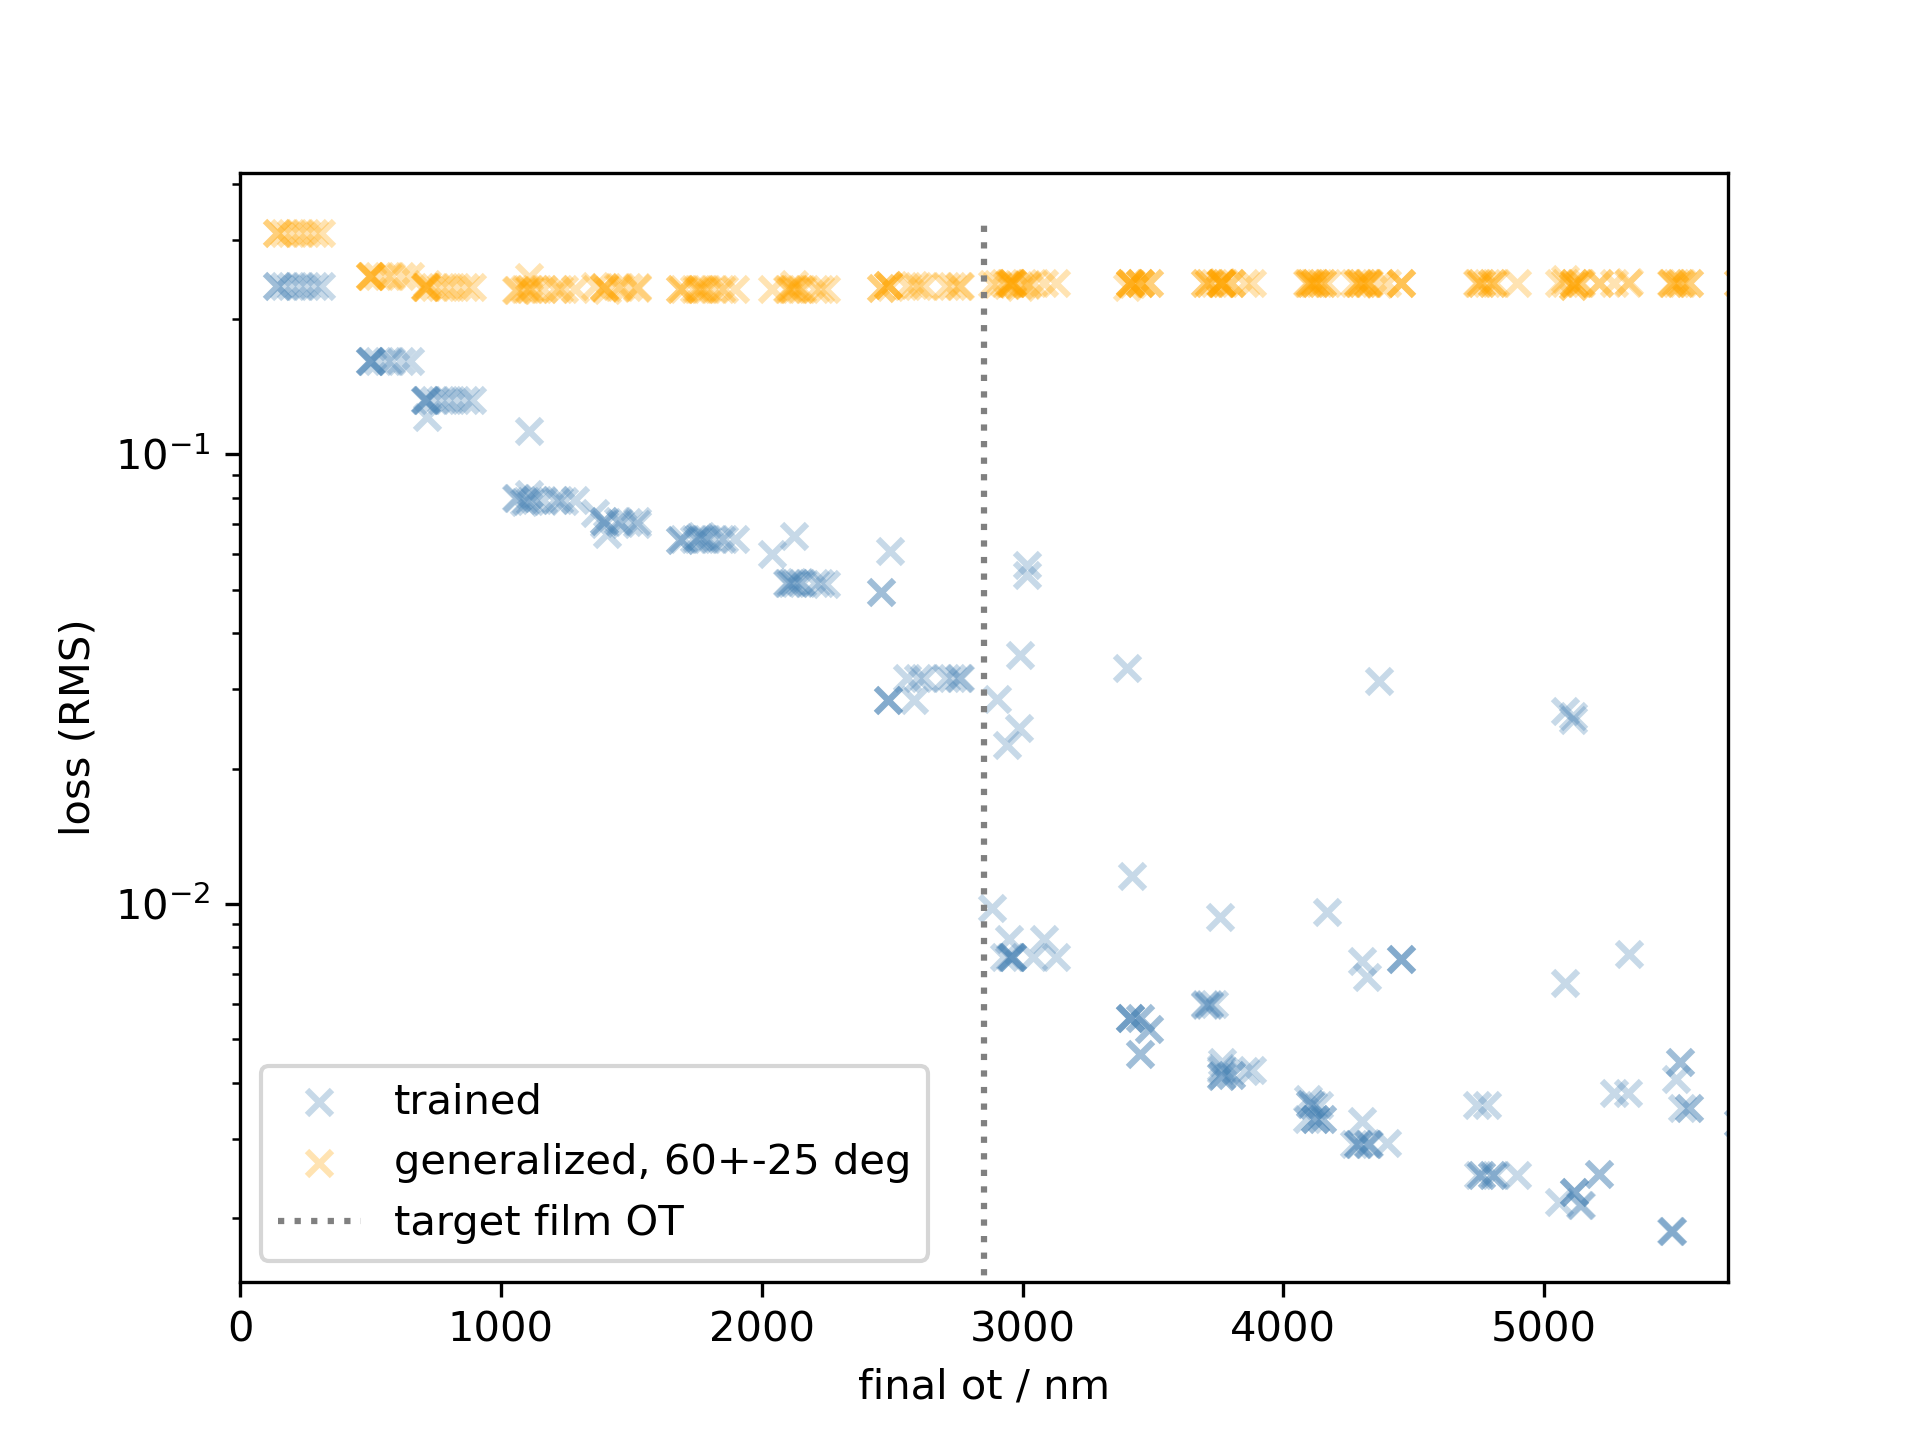 loss (RMS)
10⁻¹
10⁻²
trained
generalized, 60+-25 deg
target film OT
0 1000 2000 3000 4000 5000
final ot / nm